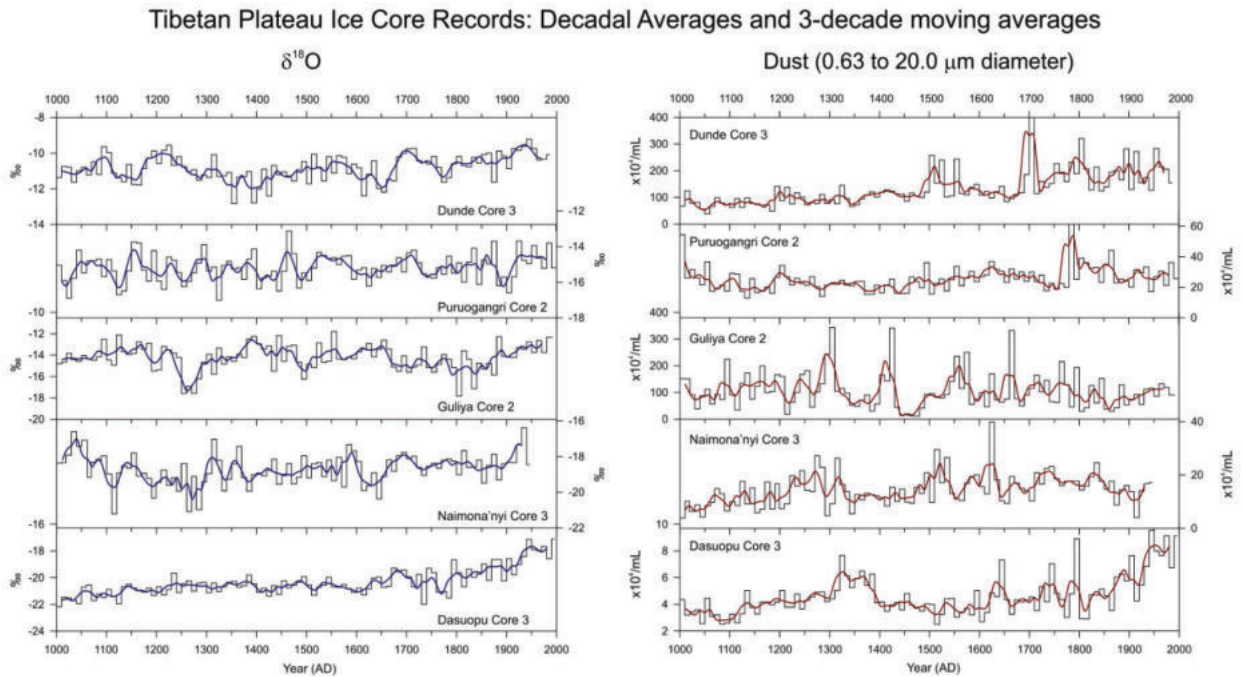 Tibetan Plateau Ice Core Records: Decadal Averages and 3-decade moving averages
δ¹⁸O
1000 1100 1200 1300 1400 1500 1600 1700 1800 1900 2000
-8
-10
-12
-14
‰
Dunde Core 3
-12
-14
-16
-18
‰
Puruogangri Core 2
-10
-12
-14
-16
-20
‰
Guliya Core 2
-16
-18
-20
-22
‰
Naimona'nyi Core 3
-16
-18
-20
-22
-24
‰
Dasuopu Core 3
1000 1100 1200 1300 1400 1500 1600 1700 1800 1900 2000
Year (AD)
Dust (0.63 to 20.0 μm diameter)
1000 1100 1200 1300 1400 1500 1600 1700 1800 1900 2000
400
300
200
100
0
Dunde Core 3
60
40
20
0
Puruogangri Core 2
400
300
200
100
0
Guliya Core 2
40
20
0
Naimona'nyi Core 3
10
8
6
4
2
Dasuopu Core 3
1000 1100 1200 1300 1400 1500 1600 1700 1800 1900 2000
Year (AD)